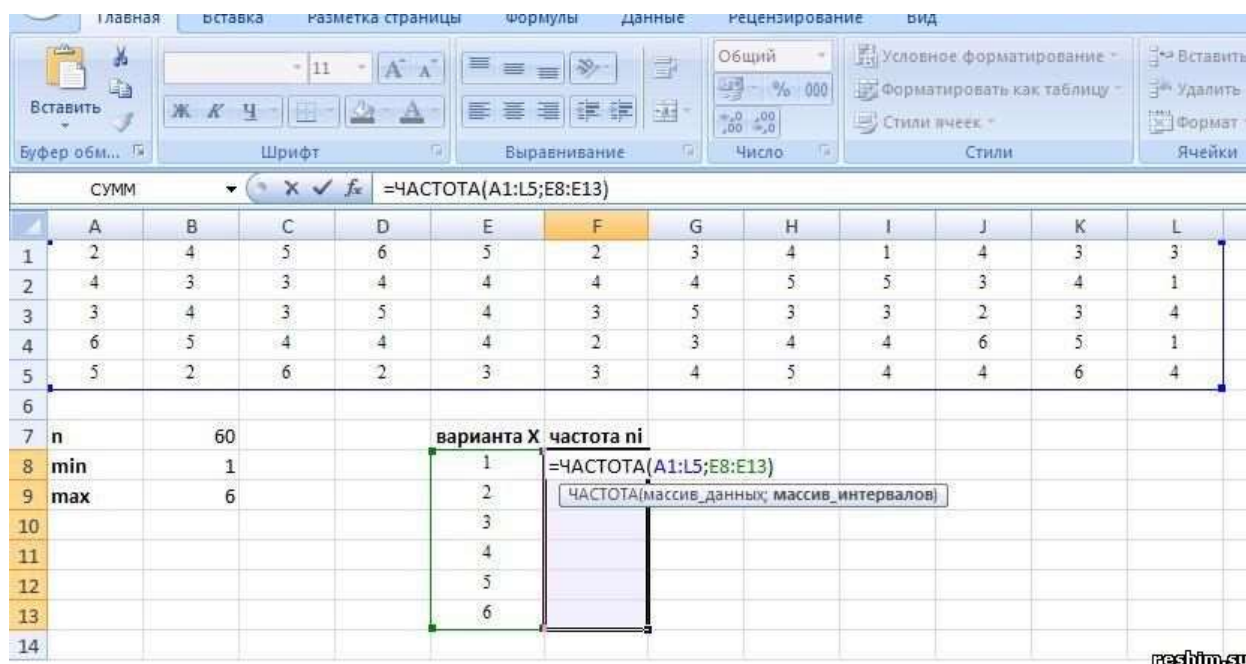 Главная Вставка Разметка страницы Формулы Данные Рецензирование Вид
11 A A Общий Условное форматирование Вставить
Вставить Ж К Ч A % 000 Форматировать как таблицу Удалить
,0 ,00 ,00 ,0 Стили ячеек Формат
Буфер обм... Шрифт Выравнивание Число Стили Ячейки
СУММ fx =ЧАСТОТА(A1:L5;E8:E13)
A B C D E F G H I J K L
1 2 4 5 6 5 2 3 4 1 4 3 3
2 4 3 3 4 4 4 4 5 5 3 4 1
3 3 4 3 5 4 3 5 3 3 2 3 4
4 6 5 4 4 4 2 3 4 4 6 5 1
5 5 2 6 2 3 3 4 5 4 4 6 4
6
7 n 60 варианта X частота ni
8 min 1 1 =ЧАСТОТА(A1:L5;E8:E13)
9 max 6 2 ЧАСТОТА(массив_данных; массив_интервалов)
10 3
11 4
12 5
13 6
14
reshim.su